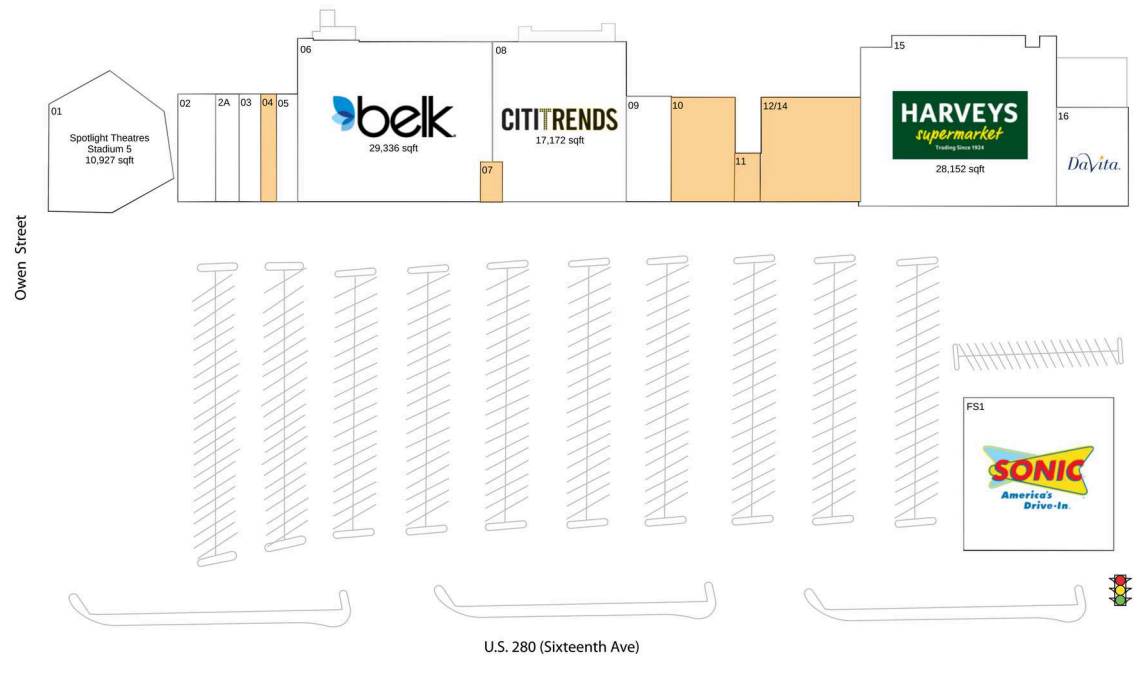 01
Spotlight Theatres
Stadium 5
10,927 sqft
02
2A
03
04
05
06
belk
29,336 sqft
07
08
CITITRENDS
17,172 sqft
09
10
11
12/14
15
HARVEYS
supermarket
Trading Since 1924
28,152 sqft
16
DaVita.
Owen Street
FS1
SONIC
America's
Drive-In.
U.S. 280 (Sixteenth Ave)